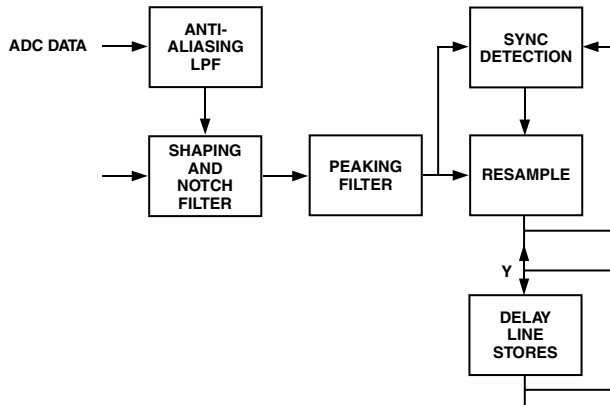 ADC DATA
ANTI-
ALIASING
LPF
SYNC
DETECTION
SHAPING
AND
NOTCH
FILTER
PEAKING
FILTER
RESAMPLE
Y
DELAY
LINE
STORES